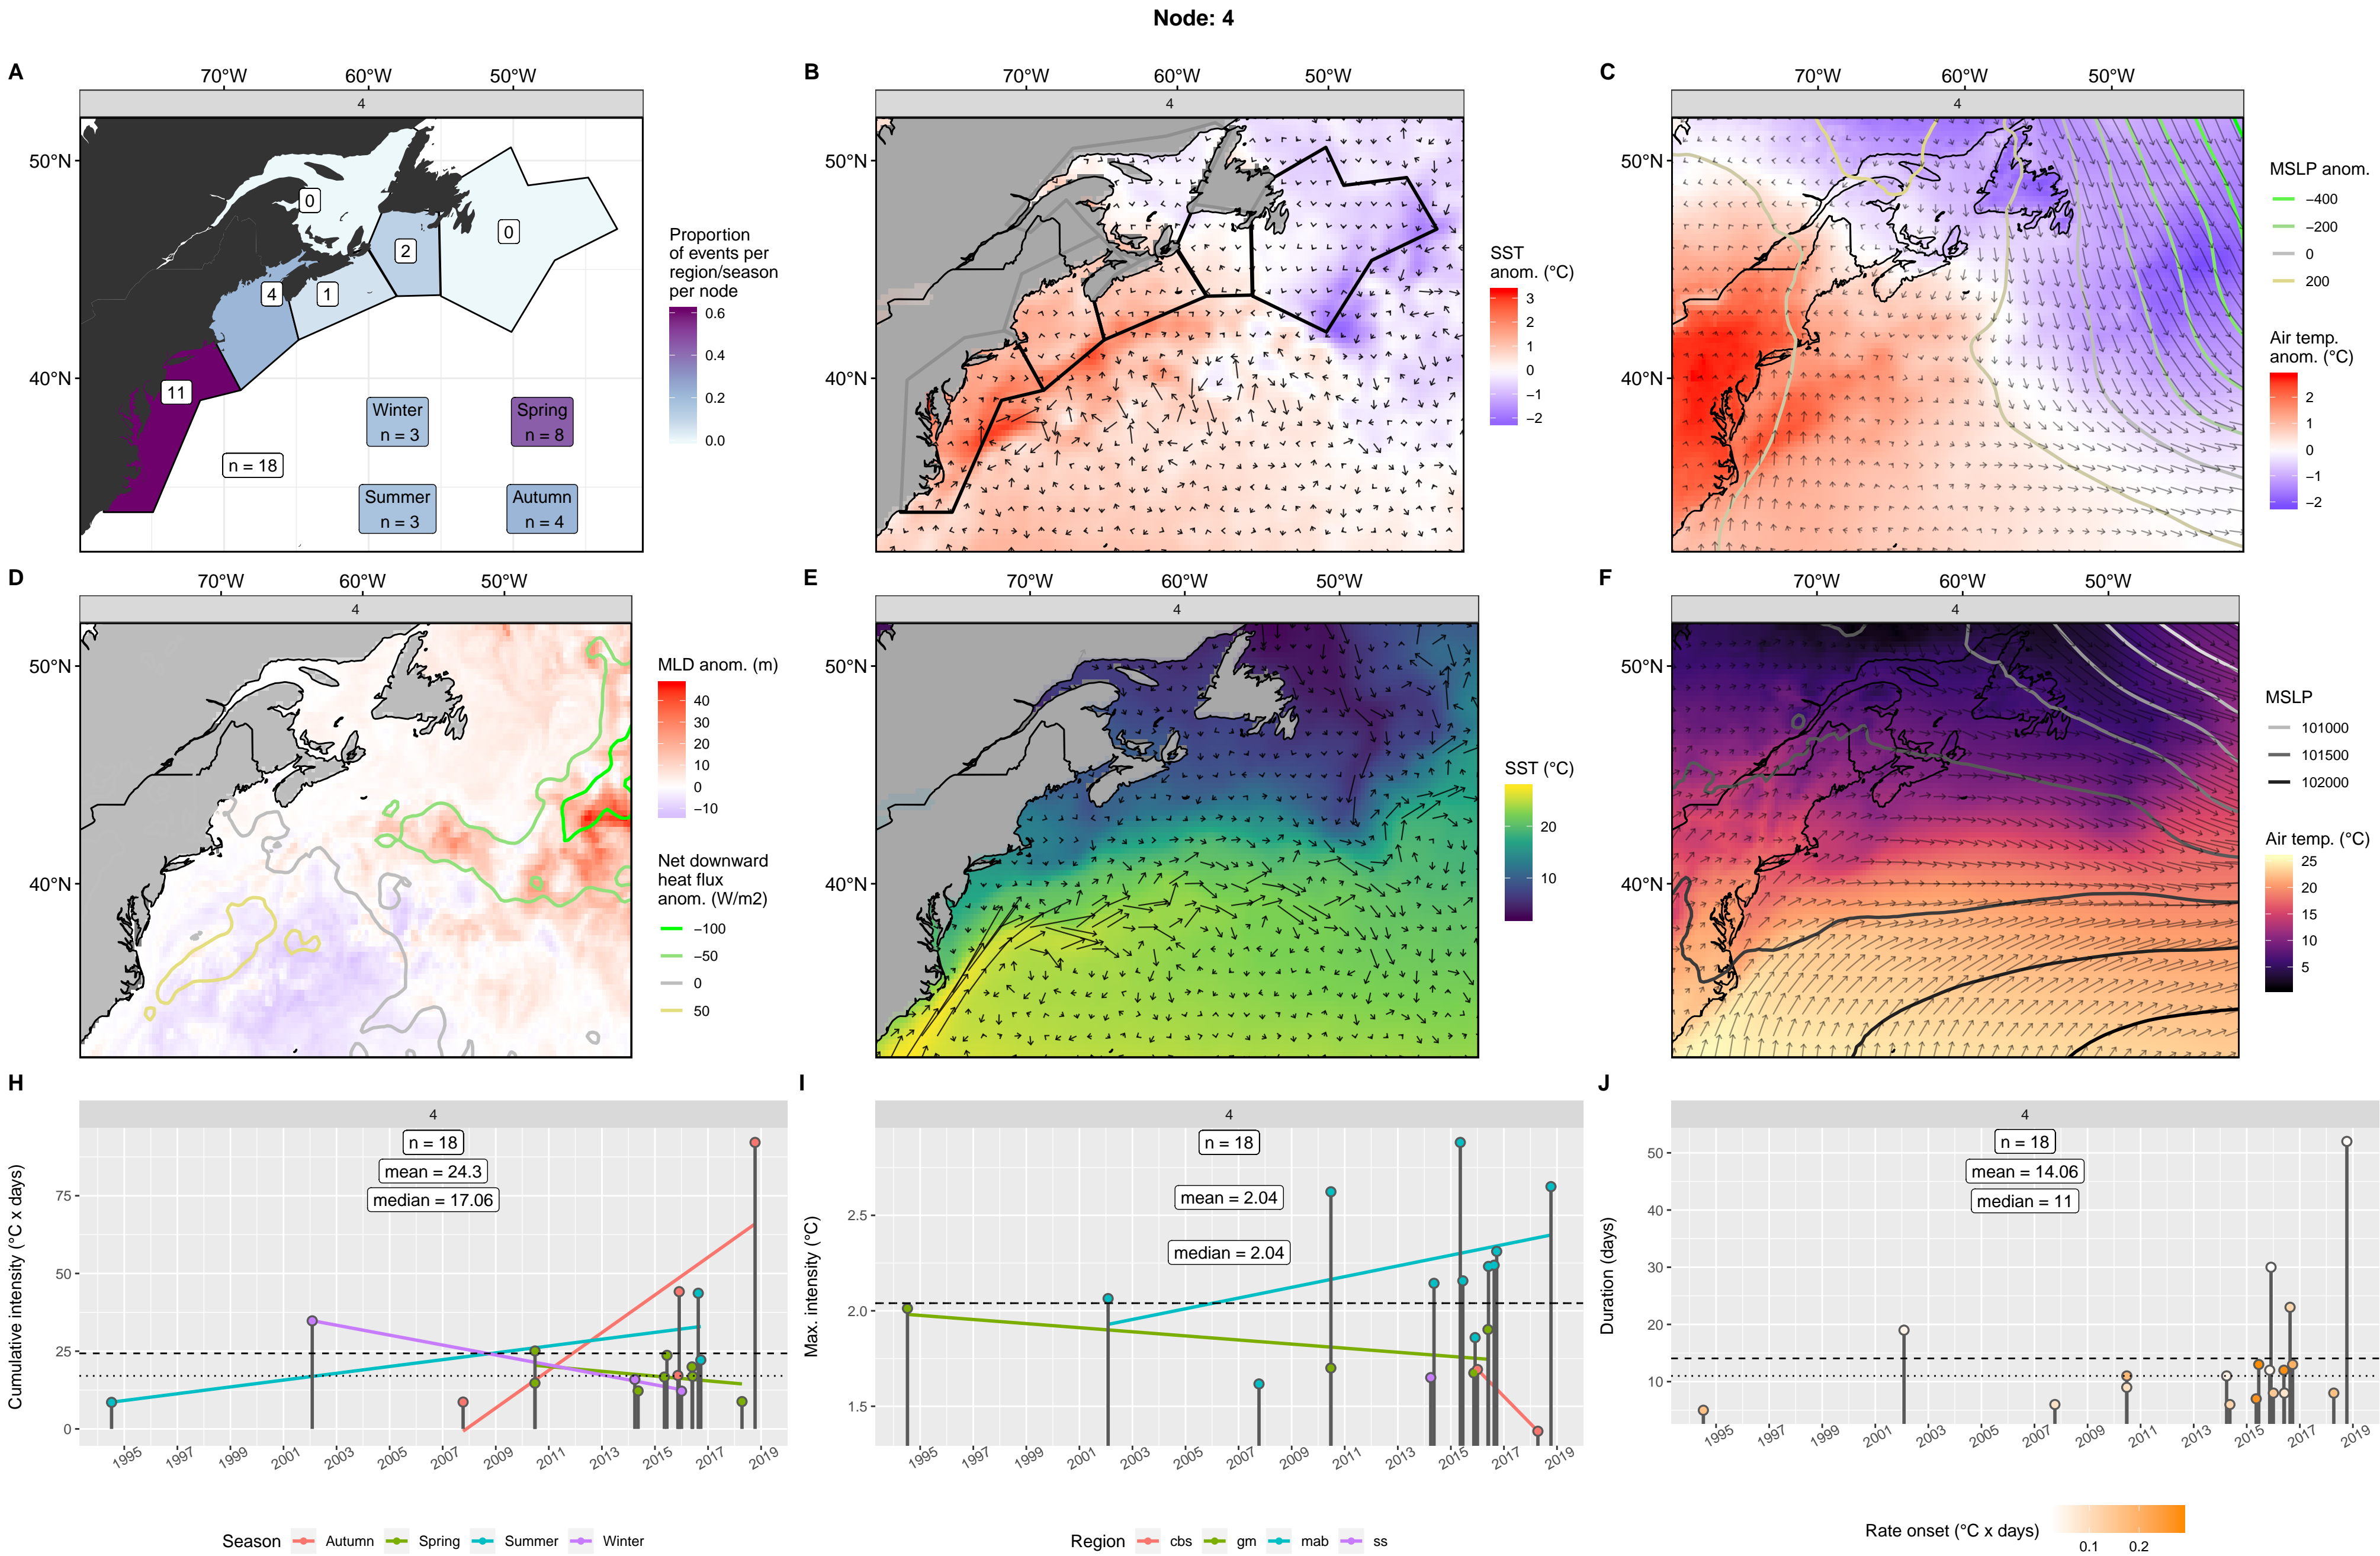 Node: 4
A
70°W 60°W 50°W
4
50°N
40°N
0
2
0
4
1
11
n = 18
Winter
n = 3
Spring
n = 8
Summer
n = 3
Autumn
n = 4
Proportion
of events per
region/season
per node
0.6
0.4
0.2
0.0
B
70°W 60°W 50°W
4
50°N
40°N
SST
anom. (°C)
3
2
1
0
−1
−2
C
70°W 60°W 50°W
4
50°N
40°N
MSLP anom.
−400
−200
0
200
Air temp.
anom. (°C)
2
1
0
−1
−2
D
70°W 60°W 50°W
4
50°N
40°N
MLD anom. (m)
40
30
20
10
0
−10
Net downward
heat flux
anom. (W/m2)
−100
−50
0
50
E
70°W 60°W 50°W
4
50°N
40°N
SST (°C)
20
10
F
70°W 60°W 50°W
4
50°N
40°N
MSLP
101000
101500
102000
Air temp. (°C)
25
20
15
10
5
H
4
n = 18
mean = 24.3
median = 17.06
Cumulative intensity (°C x days)
75
50
25
0
1995 1997 1999 2001 2003 2005 2007 2009 2011 2013 2015 2017 2019
Season Autumn Spring Summer Winter
I
4
n = 18
mean = 2.04
median = 2.04
Max. intensity (°C)
2.5
2.0
1.5
1995 1997 1999 2001 2003 2005 2007 2009 2011 2013 2015 2017 2019
Region cbs gm mab ss
J
4
n = 18
mean = 14.06
median = 11
Duration (days)
50
40
30
20
10
1995 1997 1999 2001 2003 2005 2007 2009 2011 2013 2015 2017 2019
Rate onset (°C x days)
0.1 0.2